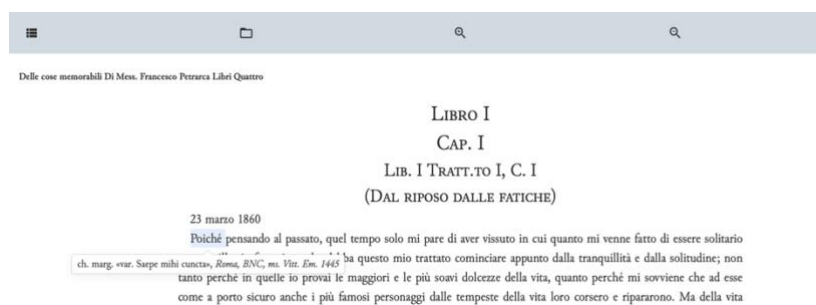 Delle cose memorabili Di Mess. Francesco Petrarca Libri Quattro
Libro I
Cap. I
Lib. I Tratt.to I, C. I
(Dal riposo dalle fatiche)
23 marzo 1860
Poiché pensando al passato, quel tempo solo mi pare di aver vissuto in cui quanto mi venne fatto di essere solitario
ba questo mio trattato cominciare appunto dalla tranquillità e dalla solitudine; non
ch. marg. «var. Saepe mihi cuncta», Roma, BNC, ms. Vitt. Em. 1445
tanto perché in quelle io provai le maggiori e le più soavi dolcezze della vita, quanto perché mi sovviene che ad esse
come a porto sicuro anche i più famosi personaggi dalle tempeste della vita loro corsero e ripararono. Ma della vita